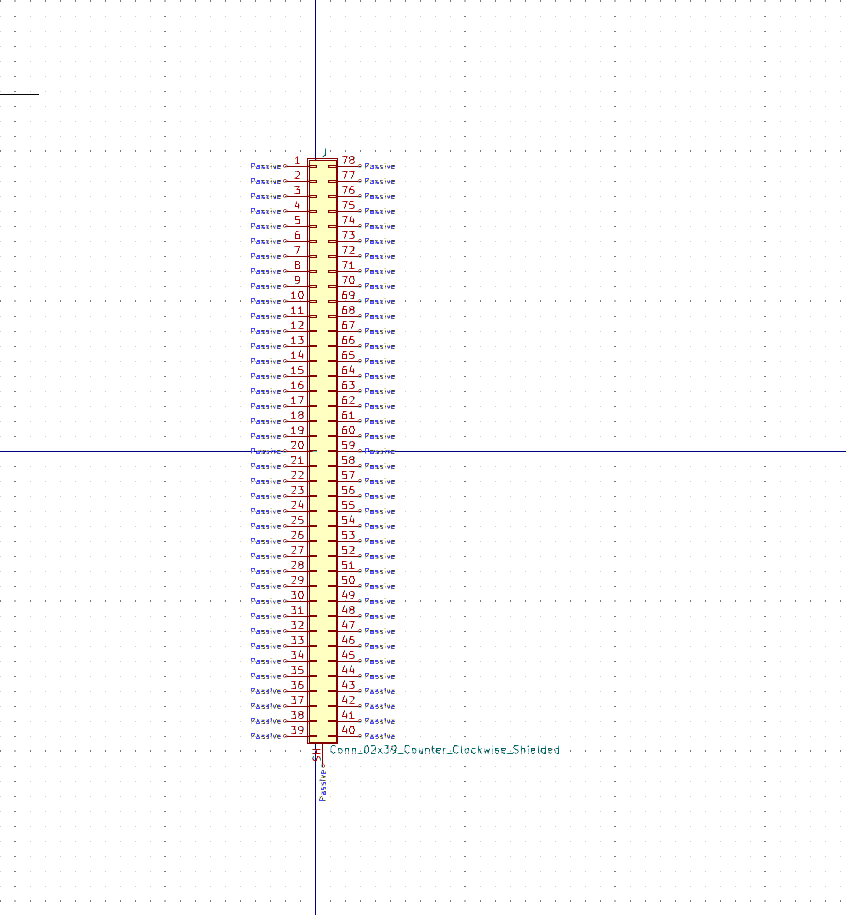 J
Passive 1 78 Passive
Passive 2 77 Passive
Passive 3 76 Passive
Passive 4 75 Passive
Passive 5 74 Passive
Passive 6 73 Passive
Passive 7 72 Passive
Passive 8 71 Passive
Passive 9 70 Passive
Passive 10 69 Passive
Passive 11 68 Passive
Passive 12 67 Passive
Passive 13 66 Passive
Passive 14 65 Passive
Passive 15 64 Passive
Passive 16 63 Passive
Passive 17 62 Passive
Passive 18 61 Passive
Passive 19 60 Passive
Passive 20 59 Passive
Passive 21 58 Passive
Passive 22 57 Passive
Passive 23 56 Passive
Passive 24 55 Passive
Passive 25 54 Passive
Passive 26 53 Passive
Passive 27 52 Passive
Passive 28 51 Passive
Passive 29 50 Passive
Passive 30 49 Passive
Passive 31 48 Passive
Passive 32 47 Passive
Passive 33 46 Passive
Passive 34 45 Passive
Passive 35 44 Passive
Passive 36 43 Passive
Passive 37 42 Passive
Passive 38 41 Passive
Passive 39 40 Passive
SH Conn_02x39_Counter_Clockwise_Shielded
Passive